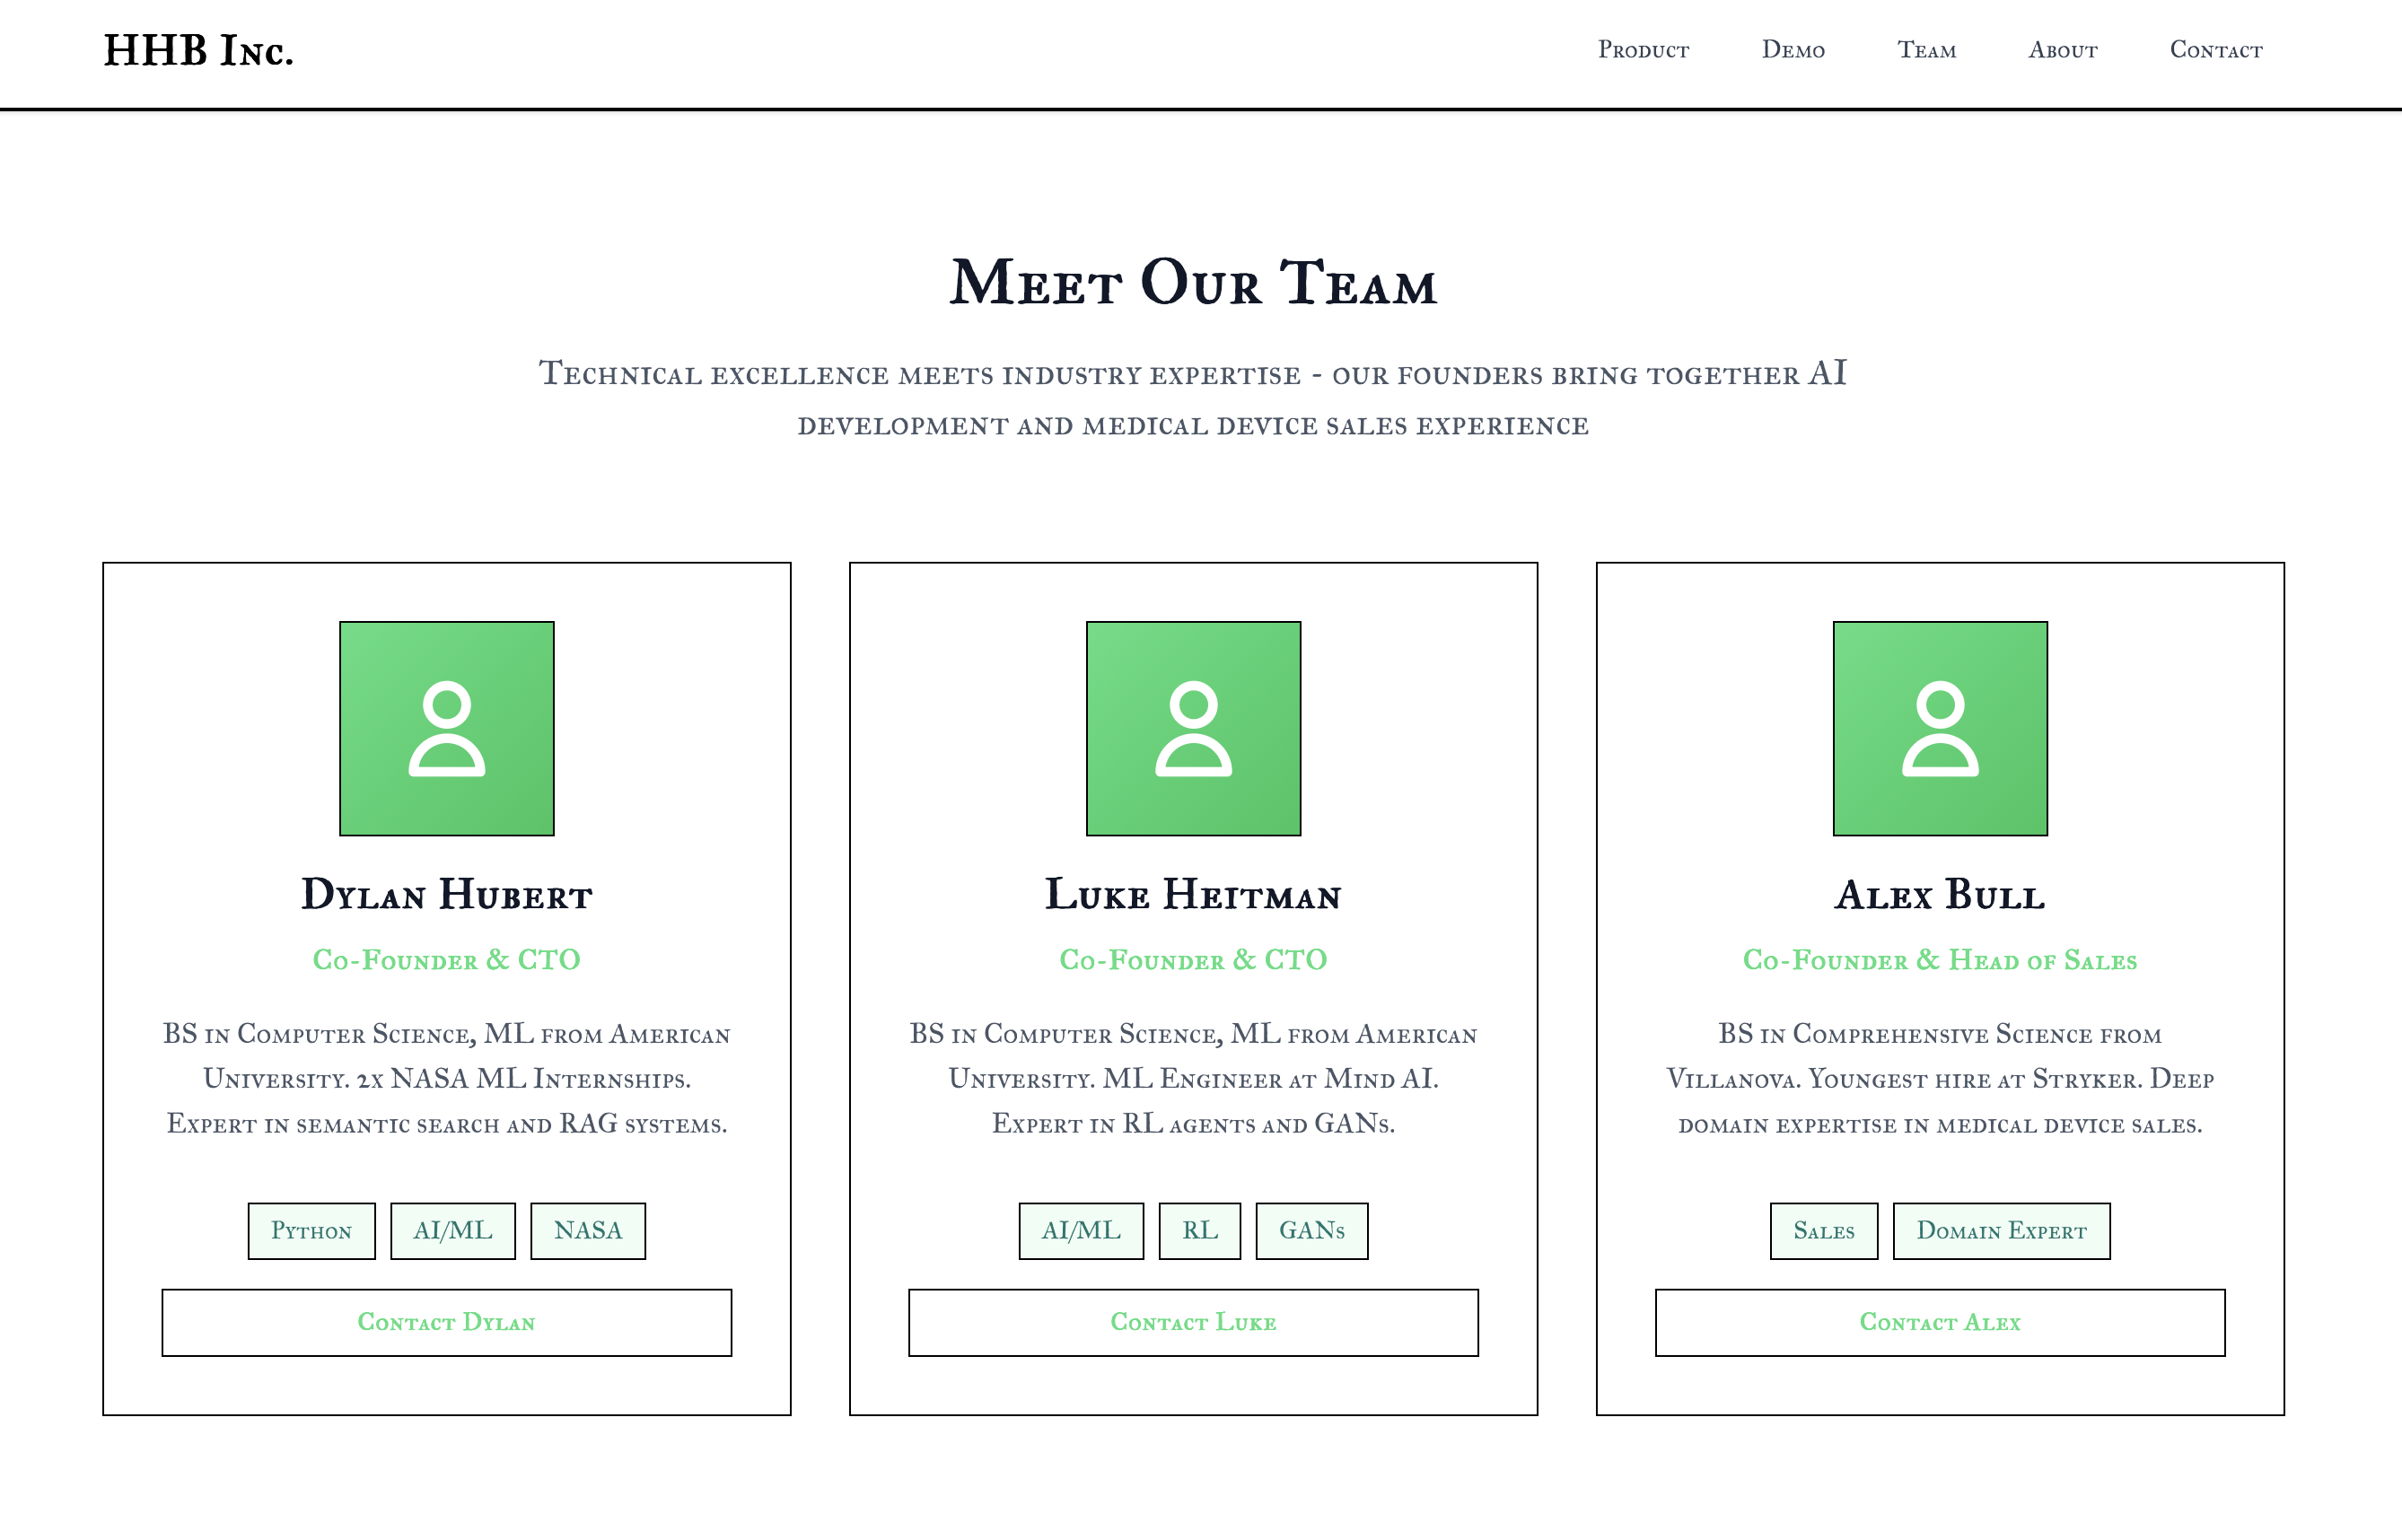 HHB Inc.
Product Demo Team About Contact
Meet Our Team
Technical excellence meets industry expertise - our founders bring together AI
development and medical device sales experience
Dylan Hubert
Co-Founder & CTO
BS in Computer Science, ML from American
University. 2x NASA ML Internships.
Expert in semantic search and RAG systems.
Python AI/ML NASA
Contact Dylan
Luke Heitman
Co-Founder & CTO
BS in Computer Science, ML from American
University. ML Engineer at Mind AI.
Expert in RL agents and GANs.
AI/ML RL GANs
Contact Luke
Alex Bull
Co-Founder & Head of Sales
BS in Comprehensive Science from
Villanova. Youngest hire at Stryker. Deep
domain expertise in medical device sales.
Sales Domain Expert
Contact Alex